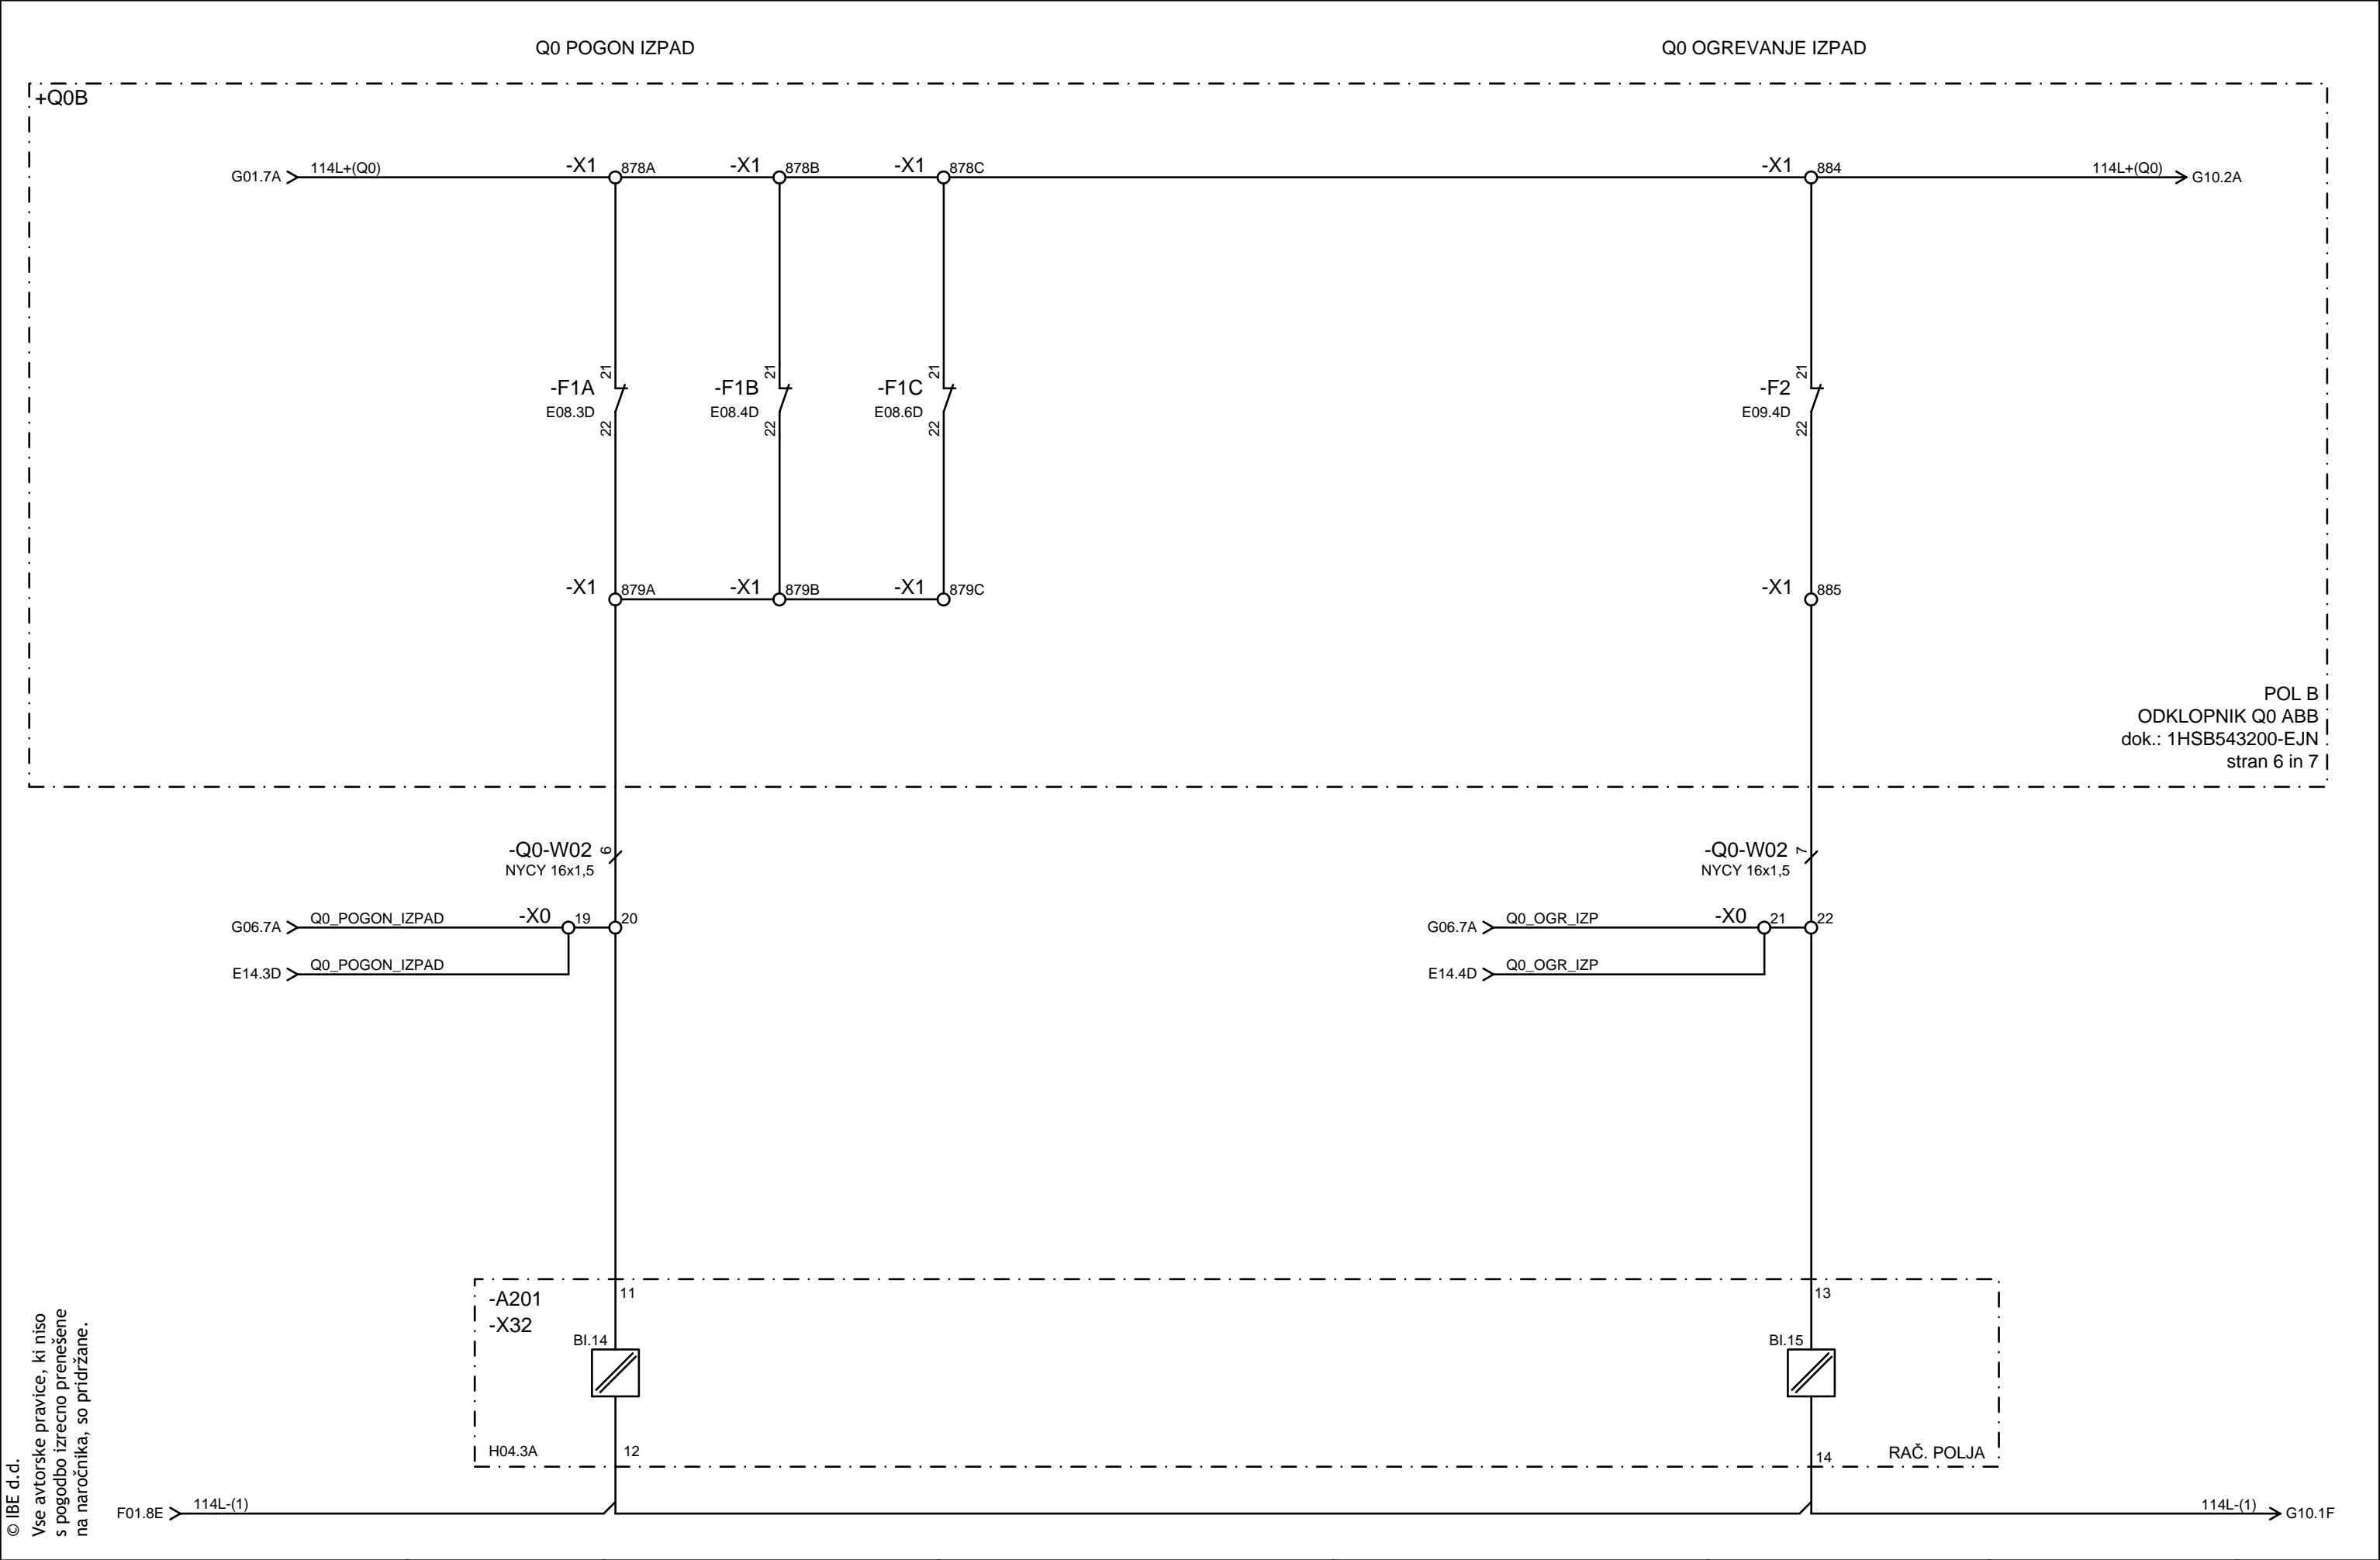 Q0 POGON IZPAD
Q0 OGREVANJE IZPAD
+Q0B
G01.7A
114L+(Q0)
-X1
878A
-X1
878B
-X1
878C
-X1
884
114L+(Q0)
G10.2A
-F1A
E08.3D
21
22
-F1B
E08.4D
21
22
-F1C
E08.6D
21
22
-F2
E09.4D
21
22
-X1
879A
-X1
879B
-X1
879C
-X1
885
POL B
ODKLOPNIK Q0 ABB
dok.: 1HSB543200-EJN
stran 6 in 7
-Q0-W02
6
NYCY 16x1,5
-Q0-W02
7
NYCY 16x1,5
G06.7A
Q0_POGON_IZPAD
-X0
19
20
E14.3D
Q0_POGON_IZPAD
G06.7A
Q0_OGR_IZP
-X0
21
22
E14.4D
Q0_OGR_IZP
-A201
-X32
11
BI.14
13
BI.15
H04.3A
12
14
RAČ. POLJA
F01.8E
114L-(1)
114L-(1)
G10.1F
© IBE d.d.
Vse avtorske pravice, ki niso
s pogodbo izrecno prenešene
na naročnika, so pridržane.